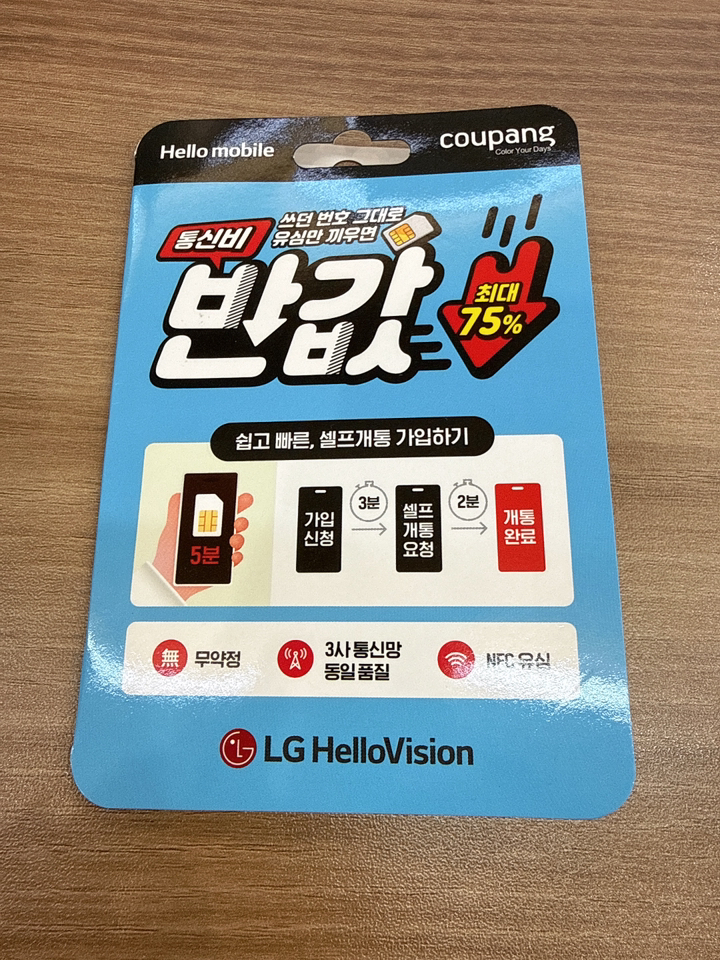 Hello mobile
coupang
Color Your Days
통신비
쓰던 번호 그대로
유심만 끼우면
반값
최대
75%
쉽고 빠른, 셀프개통 가입하기
5분
가입
신청
3분
셀프
개통
요청
2분
개통
완료
無 무약정
3사 통신망
동일 품질
NFC 유심
LG HelloVision